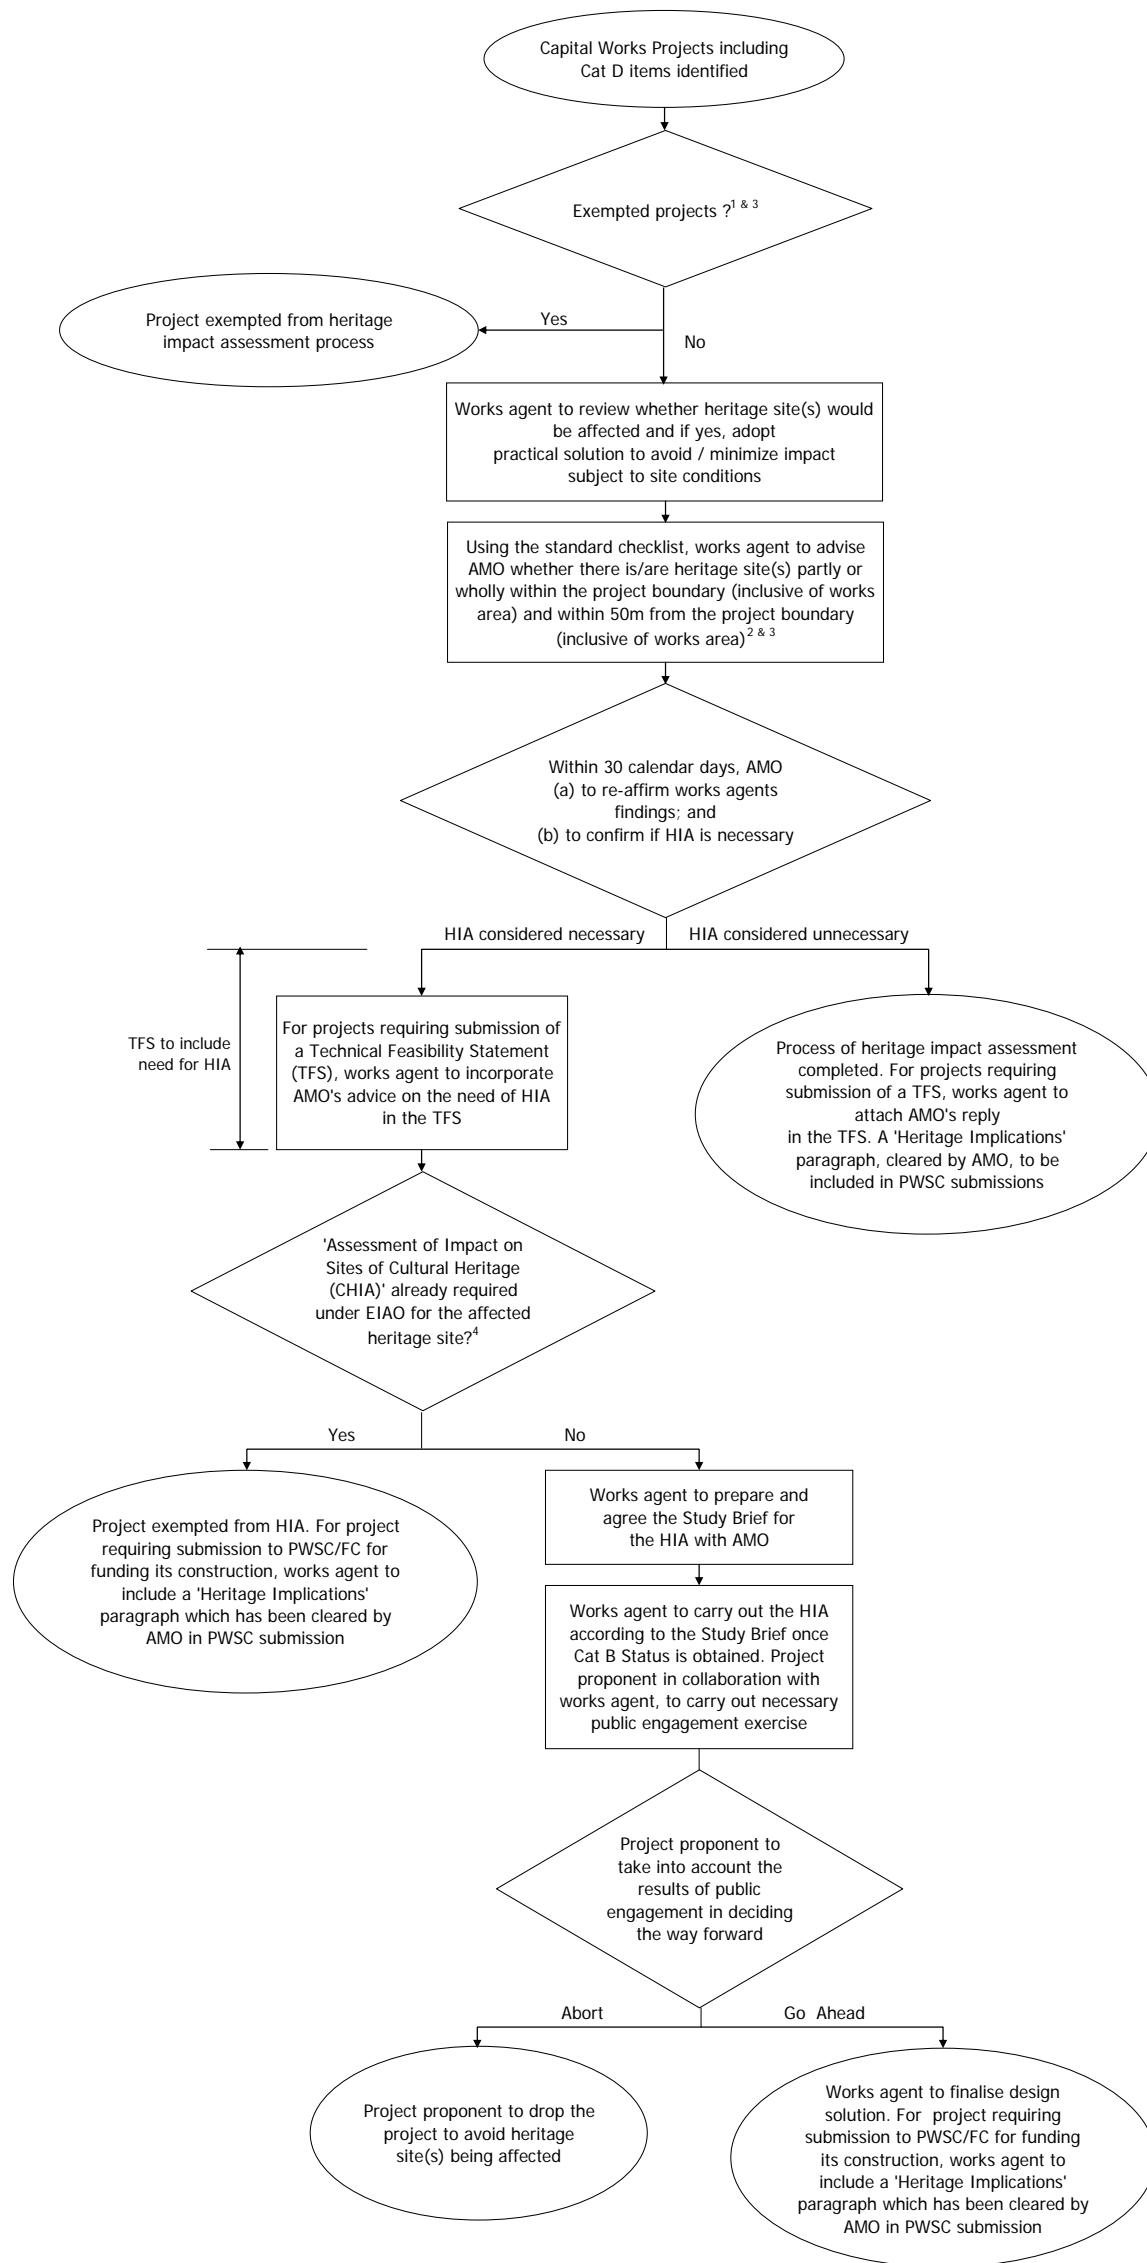 Capital Works Projects including
Cat D items identified
Exempted projects ?1 & 3
Yes
Project exempted from heritage
impact assessment process
No
Works agent to review whether heritage site(s) would
be affected and if yes, adopt
practical solution to avoid / minimize impact
subject to site conditions
Using the standard checklist, works agent to advise
AMO whether there is/are heritage site(s) partly or
wholly within the project boundary (inclusive of works
area) and within 50m from the project boundary
(inclusive of works area)2 & 3
Within 30 calendar days, AMO
(a) to re-affirm works agents
findings; and
(b) to confirm if HIA is necessary
HIA considered necessary
HIA considered unnecessary
TFS to include
need for HIA
For projects requiring submission of
a Technical Feasibility Statement
(TFS), works agent to incorporate
AMO's advice on the need of HIA
in the TFS
Process of heritage impact assessment
completed. For projects requiring
submission of a TFS, works agent to
attach AMO's reply
in the TFS. A 'Heritage Implications'
paragraph, cleared by AMO, to be
included in PWSC submissions
'Assessment of Impact on
Sites of Cultural Heritage
(CHIA)' already required
under EIAO for the affected
heritage site?4
Yes
No
Project exempted from HIA. For project
requiring submission to PWSC/FC for
funding its construction, works agent to
include a 'Heritage Implications'
paragraph which has been cleared by
AMO in PWSC submission
Works agent to prepare and
agree the Study Brief for
the HIA with AMO
Works agent to carry out the HIA
according to the Study Brief once
Cat B Status is obtained. Project
proponent in collaboration with
works agent, to carry out necessary
public engagement exercise
Project proponent to
take into account the
results of public
engagement in deciding
the way forward
Abort
Go Ahead
Project proponent to drop the
project to avoid heritage
site(s) being affected
Works agent to finalise design
solution. For project requiring
submission to PWSC/FC for funding
its construction, works agent to
include a 'Heritage Implications'
paragraph which has been cleared by
AMO in PWSC submission